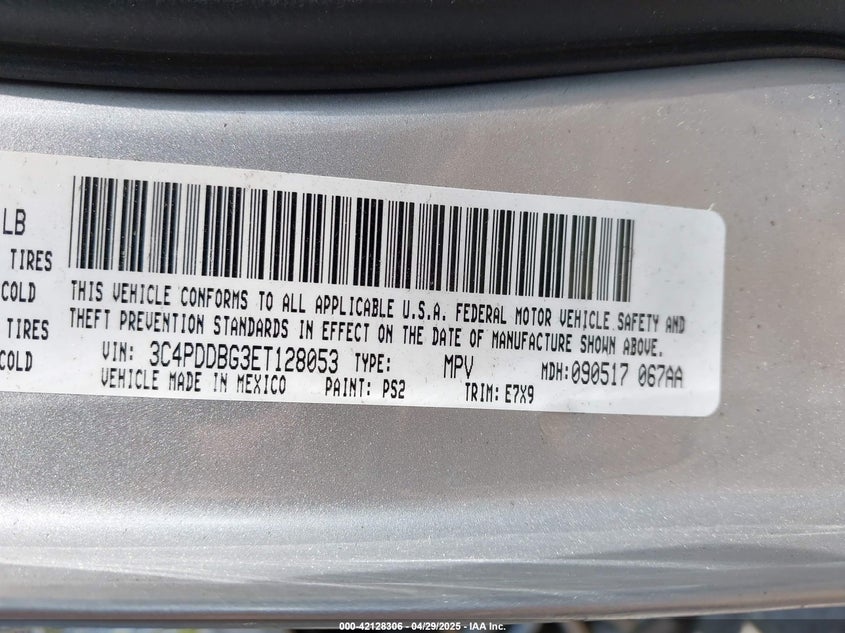 LB
TIRES
COLD
TIRES
COLD
THIS VEHICLE CONFORMS TO ALL APPLICABLE U.S.A. FEDERAL MOTOR VEHICLE SAFETY AND
THEFT PREVENTION STANDARDS IN EFFECT ON THE DATE OF MANUFACTURE SHOWN ABOVE.
VIN: 3C4PDDBG3ET128053 TYPE: MPV MDH:090517 067AA
VEHICLE MADE IN MEXICO PAINT: PS2 TRIM: E7X9
000-42128306 - 04/29/2025 - IAA Inc.